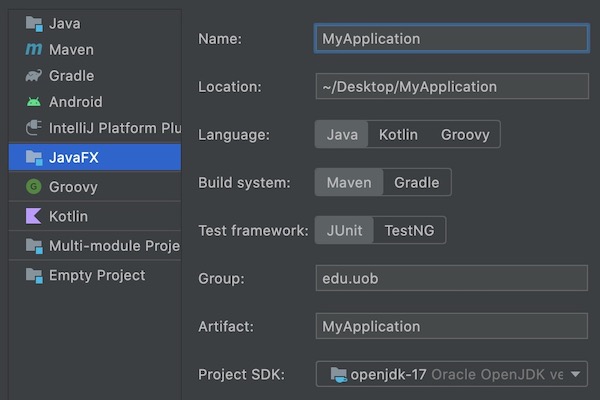 Java
Maven
Gradle
Android
IntelliJ Platform Plu
JavaFX
Groovy
Kotlin
Multi-module Proje
Empty Project
Name: MyApplication
Location: ~/Desktop/MyApplication
Language: Java Kotlin Groovy
Build system: Maven Gradle
Test framework: JUnit TestNG
Group: edu.uob
Artifact: MyApplication
Project SDK: openjdk-17 Oracle OpenJDK ve